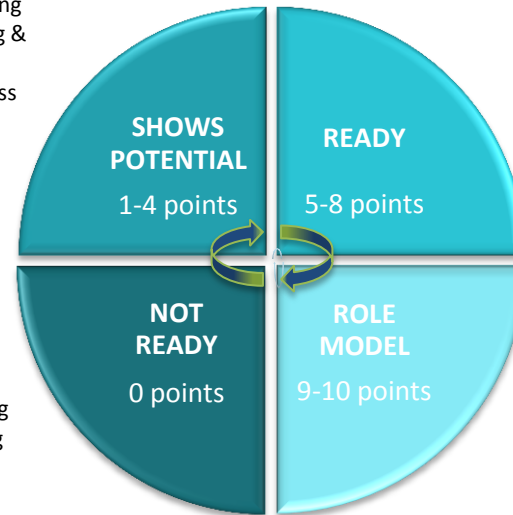 &
SHOWS
POTENTIAL
1-4 points
READY
5-8 points
NOT
READY
0 points
ROLE
MODEL
9-10 points